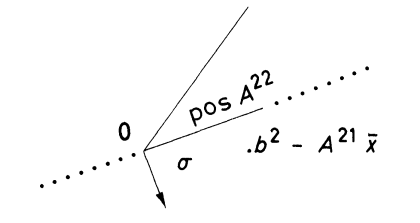 pos A²²
0
σ .b² - A²¹ x̄